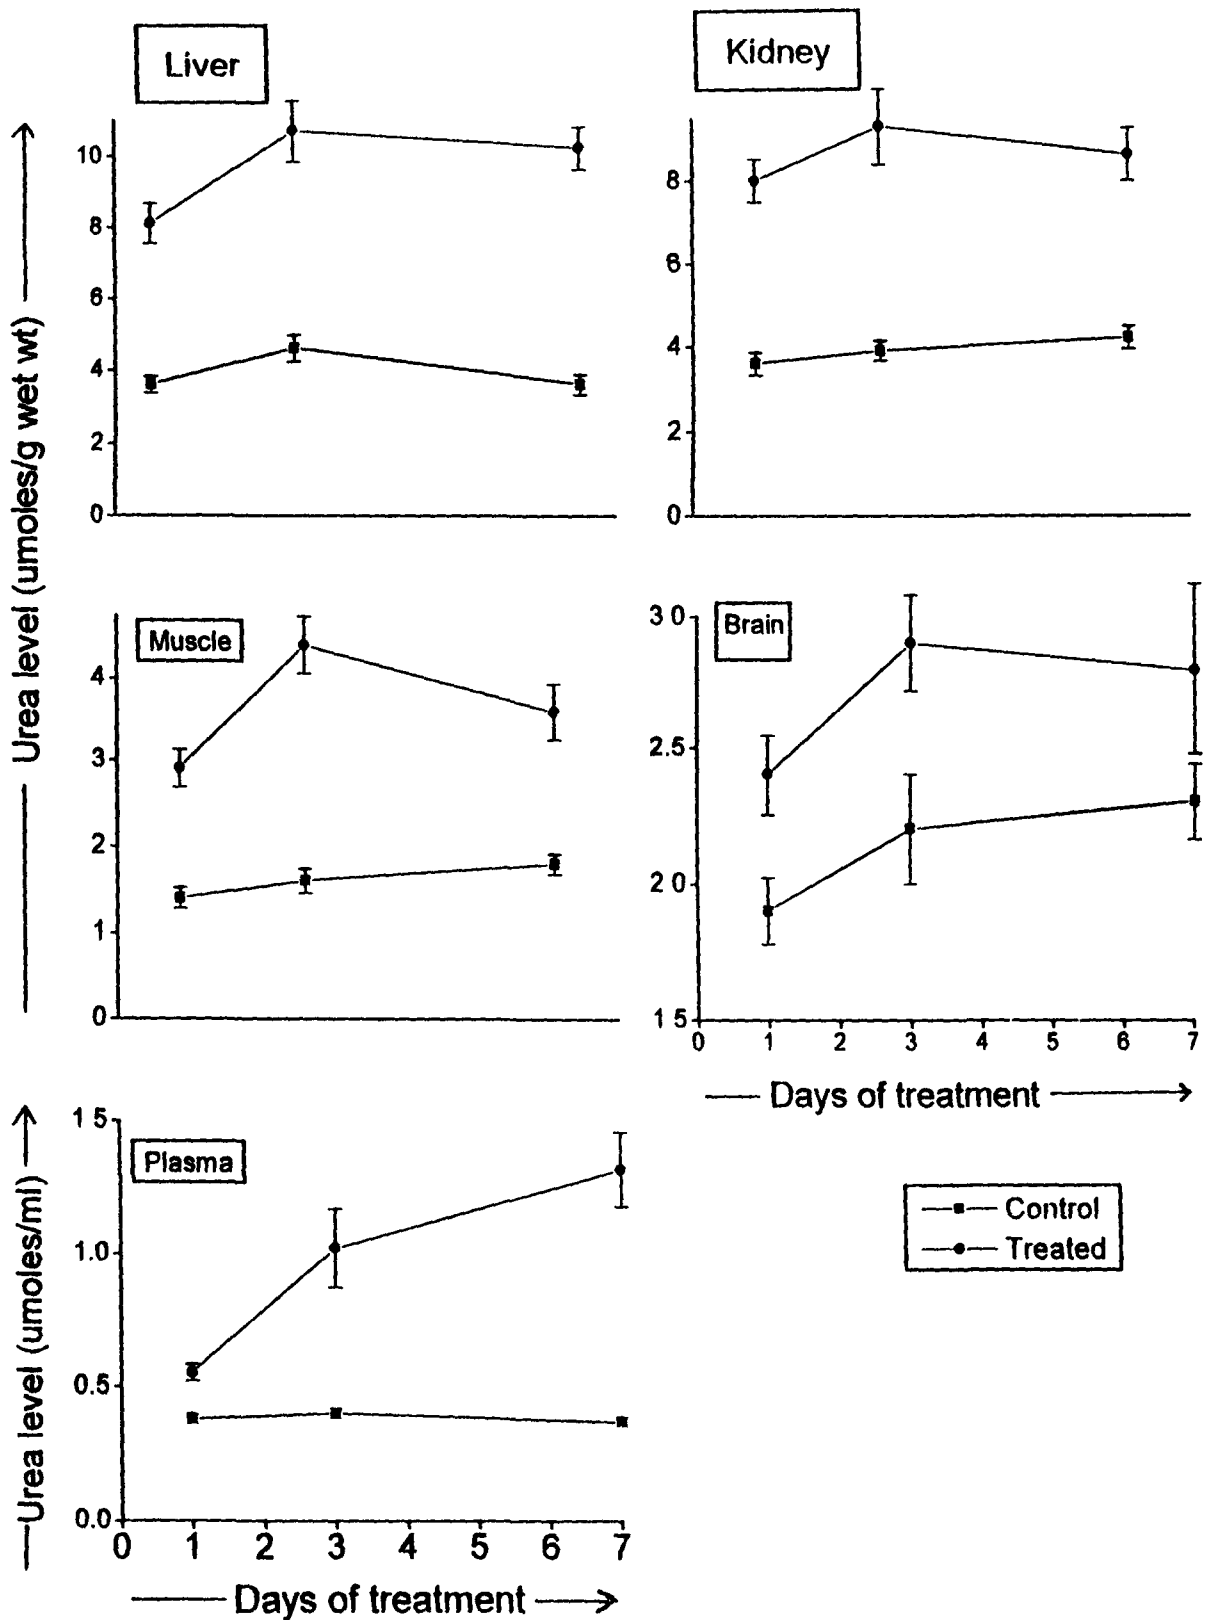 Liver
Kidney
Urea level (umoles/g wet wt)
10
8
6
4
2
0
8
6
4
2
0
Muscle
4
3
2
1
0
Brain
3 0
2.5
2 0
1 5
0 1 2 3 4 5 6 7
Days of treatment
Urea level (umoles/ml)
Plasma
1 5
1.0
0.5
0.0
0 1 2 3 4 5 6 7
Days of treatment
Control
Treated